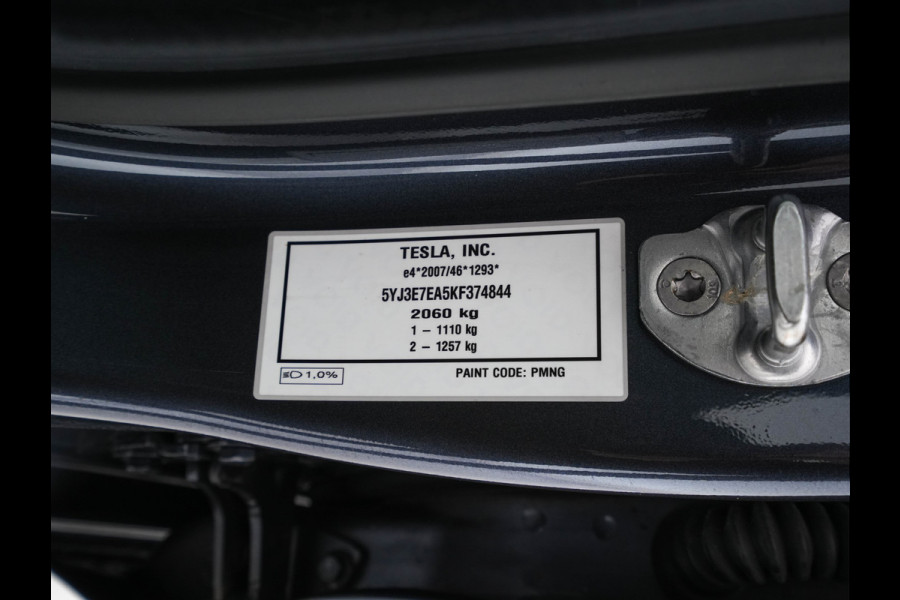 TESLA, INC.
e4*2007/46*1293*
5YJ3E7EA5KF374844
2060 kg
1 – 1110 kg
2 – 1257 kg
1,0%
PAINT CODE: PMNG